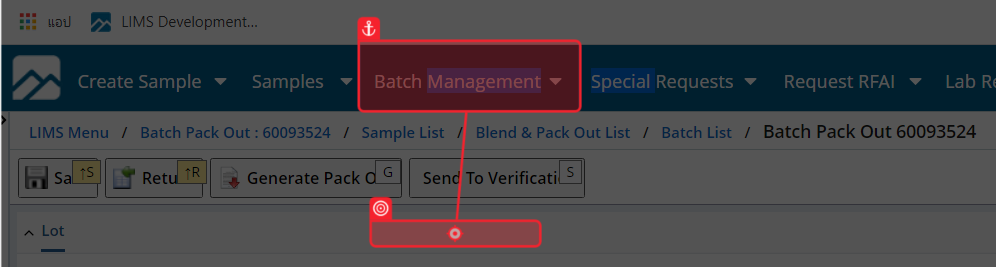 แอป LIMS Development...
Create Sample Samples Batch Management Special Requests Request RFAI Lab Re
LIMS Menu / Batch Pack Out : 60093524 / Sample List / Blend & Pack Out List / Batch List / Batch Pack Out 60093524
Sa ↑S Retu ↑R Generate Pack O G Send To Verificati S
Lot